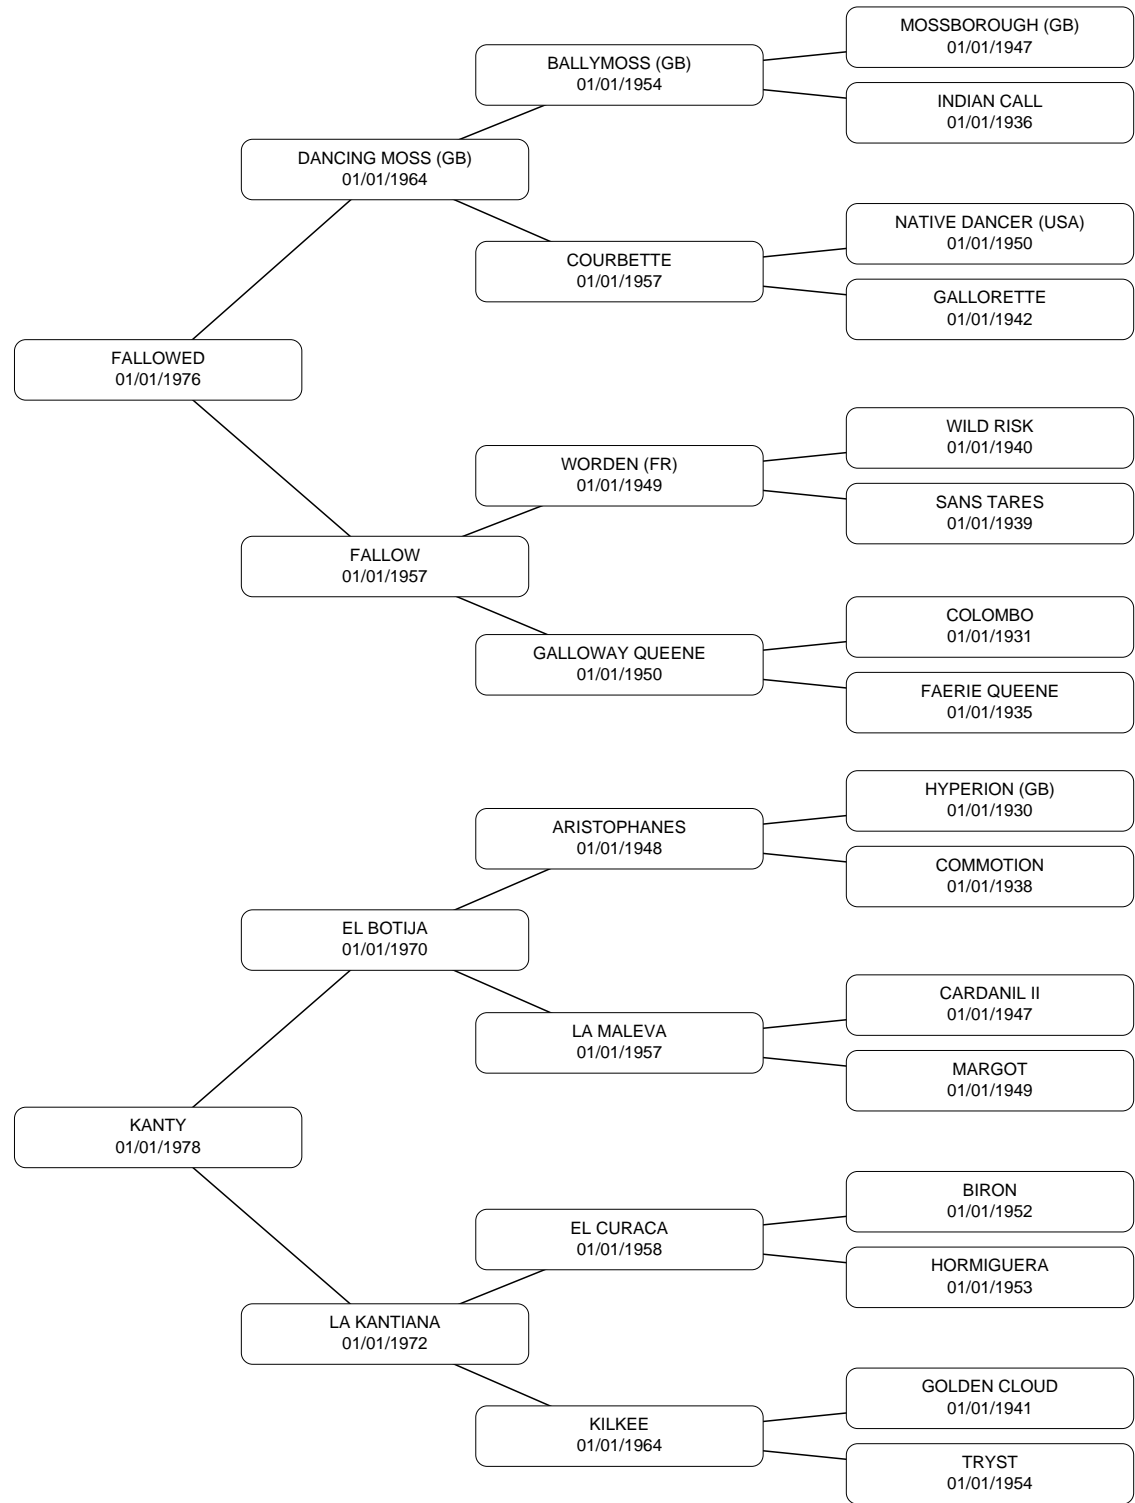 MOSSBOROUGH (GB)
01/01/1947
BALLYMOSS (GB)
01/01/1954
INDIAN CALL
01/01/1936
DANCING MOSS (GB)
01/01/1964
NATIVE DANCER (USA)
01/01/1950
COURBETTE
01/01/1957
GALLORETTE
01/01/1942
FALLOWED
01/01/1976
WILD RISK
01/01/1940
WORDEN (FR)
01/01/1949
SANS TARES
01/01/1939
FALLOW
01/01/1957
COLOMBO
01/01/1931
GALLOWAY QUEENE
01/01/1950
FAERIE QUEENE
01/01/1935
HYPERION (GB)
01/01/1930
ARISTOPHANES
01/01/1948
COMMOTION
01/01/1938
EL BOTIJA
01/01/1970
CARDANIL II
01/01/1947
LA MALEVA
01/01/1957
MARGOT
01/01/1949
KANTY
01/01/1978
BIRON
01/01/1952
EL CURACA
01/01/1958
HORMIGUERA
01/01/1953
LA KANTIANA
01/01/1972
GOLDEN CLOUD
01/01/1941
KILKEE
01/01/1964
TRYST
01/01/1954